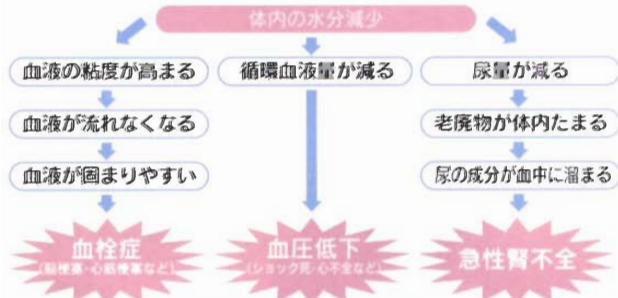 体内の水分減少
血液の粘度が高まる
循環血液量が減る
尿量が減る
血液が流れなくなる
老廃物が体内たまる
血液が固まりやすい
尿の成分が血中に溜まる
血栓症
(脳梗塞・心筋梗塞など)
血圧低下
(ショック死・心不全など)
急性腎不全